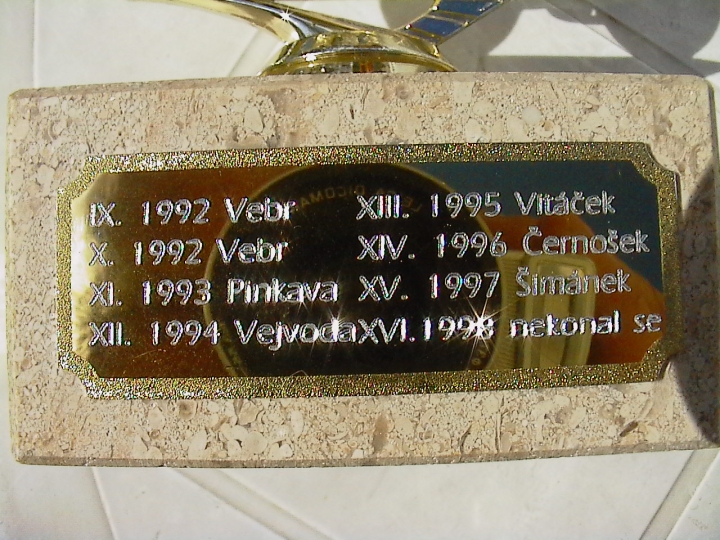 IX. 1992 Vebr
X. 1992 Vebr
XI. 1993 Pinkava
XII. 1994 Vejvoda
XIII. 1995 Vitáček
XIV. 1996 Černošek
XV. 1997 Šimánek
XVI. 1998 nekonal se